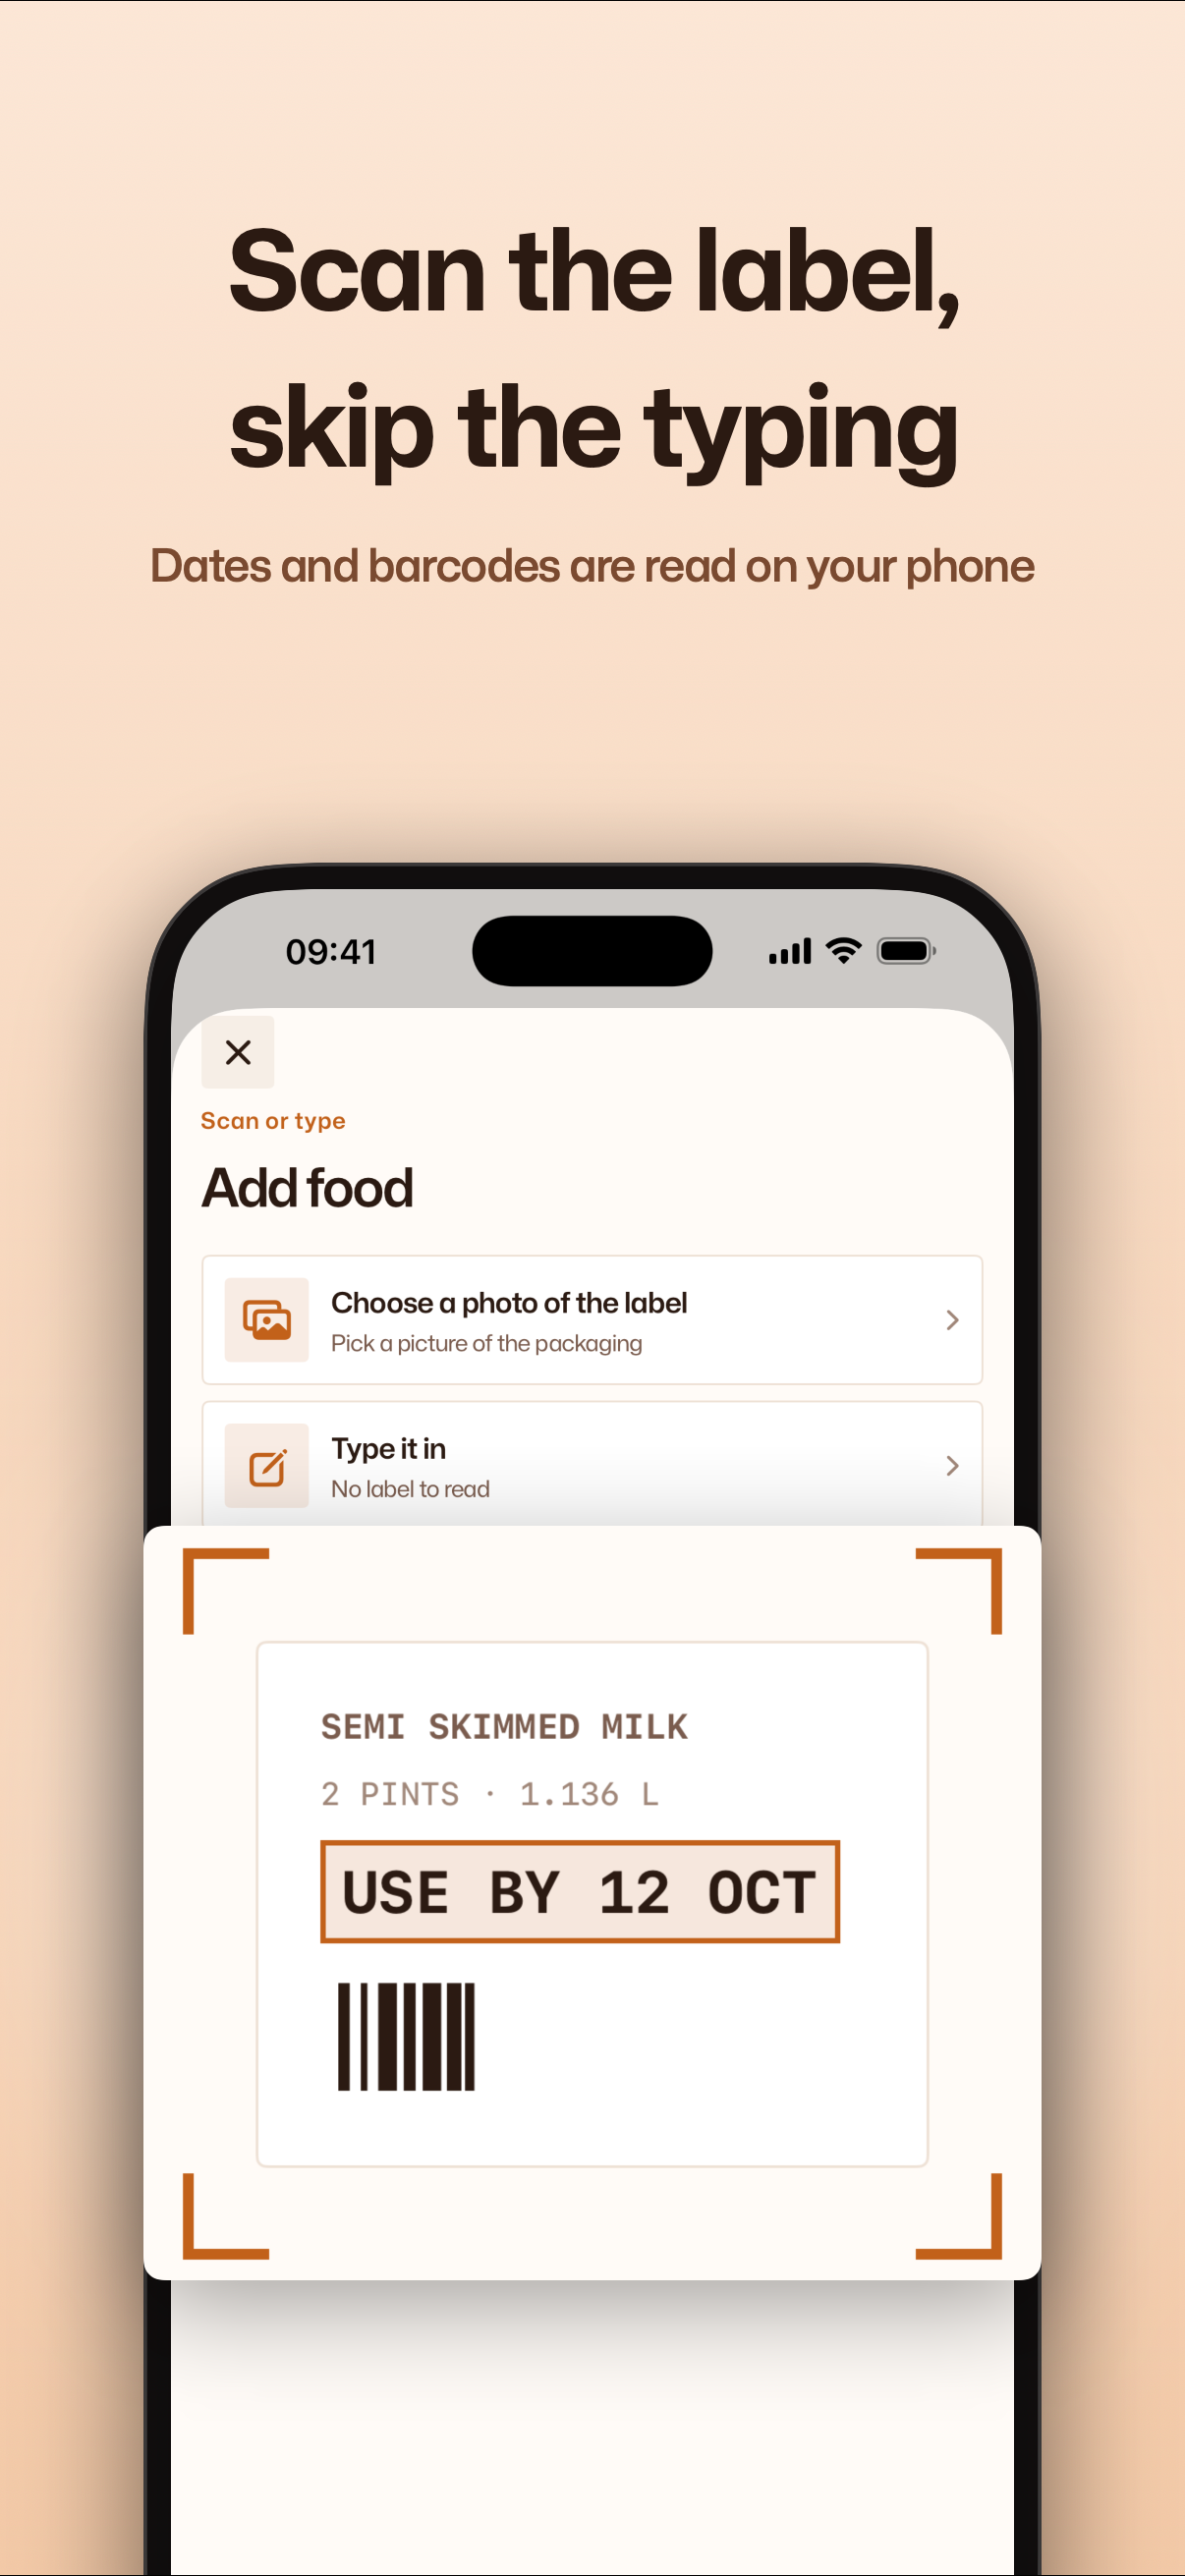 Scan the label,
skip the typing
Dates and barcodes are read on your phone
09:41
Scan or type
Add food
Choose a photo of the label
Pick a picture of the packaging
Type it in
No label to read
SEMI SKIMMED MILK
2 PINTS · 1.136 L
USE BY 12 OCT